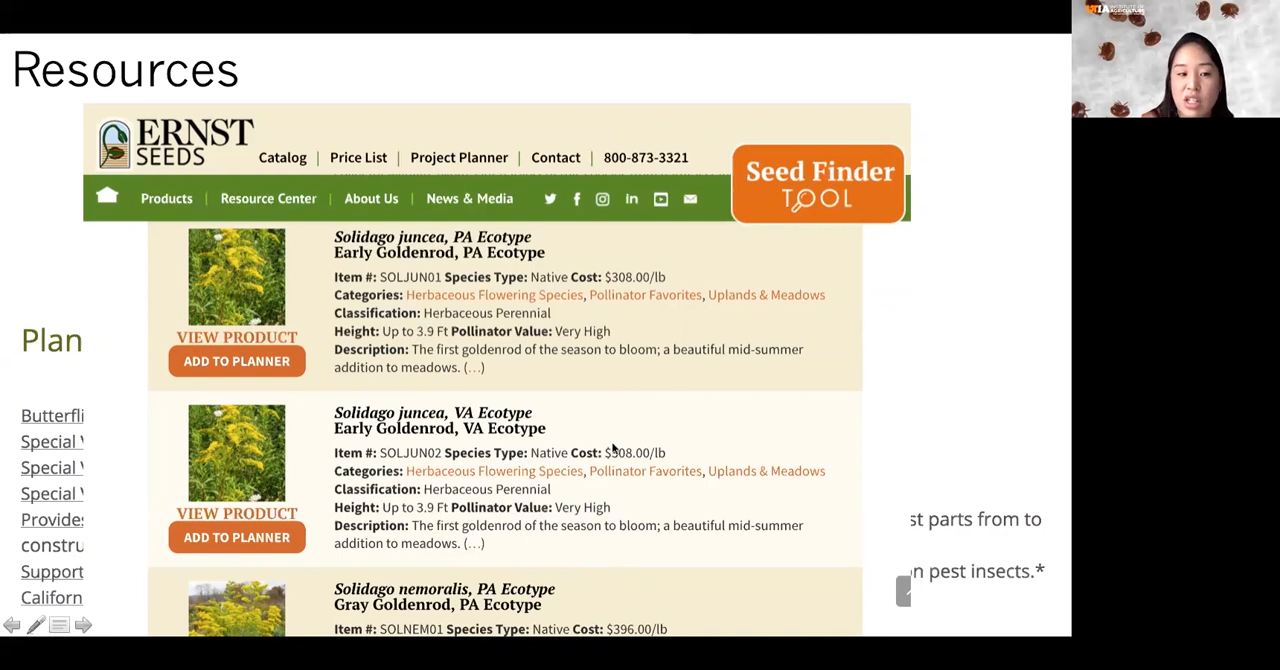 UTIA INSTITUTE OF AGRICULTURE
Resources
ERNST
SEEDS
Catalog | Price List | Project Planner | Contact | 800-873-3321
Seed Finder
TOOL
Products | Resource Center | About Us | News & Media
Solidago juncea, PA Ecotype
Early Goldenrod, PA Ecotype
Item #: SOLJUN01 Species Type: Native Cost: $308.00/lb
Categories: Herbaceous Flowering Species, Pollinator Favorites, Uplands & Meadows
Classification: Herbaceous Perennial
Height: Up to 3.9 Ft Pollinator Value: Very High
Description: The first goldenrod of the season to bloom; a beautiful mid-summer
addition to meadows. (...)
VIEW PRODUCT
ADD TO PLANNER
Solidago juncea, VA Ecotype
Early Goldenrod, VA Ecotype
Item #: SOLJUN02 Species Type: Native Cost: $308.00/lb
Categories: Herbaceous Flowering Species, Pollinator Favorites, Uplands & Meadows
Classification: Herbaceous Perennial
Height: Up to 3.9 Ft Pollinator Value: Very High
Description: The first goldenrod of the season to bloom; a beautiful mid-summer
addition to meadows. (...)
VIEW PRODUCT
ADD TO PLANNER
Solidago nemoralis, PA Ecotype
Gray Goldenrod, PA Ecotype
Item #: SOLNEM01 Species Type: Native Cost: $396.00/lb
Plan
Butterfli
Special V
Special V
Special V
Provides
st parts from to
constru
Support
n pest insects.*
Californ